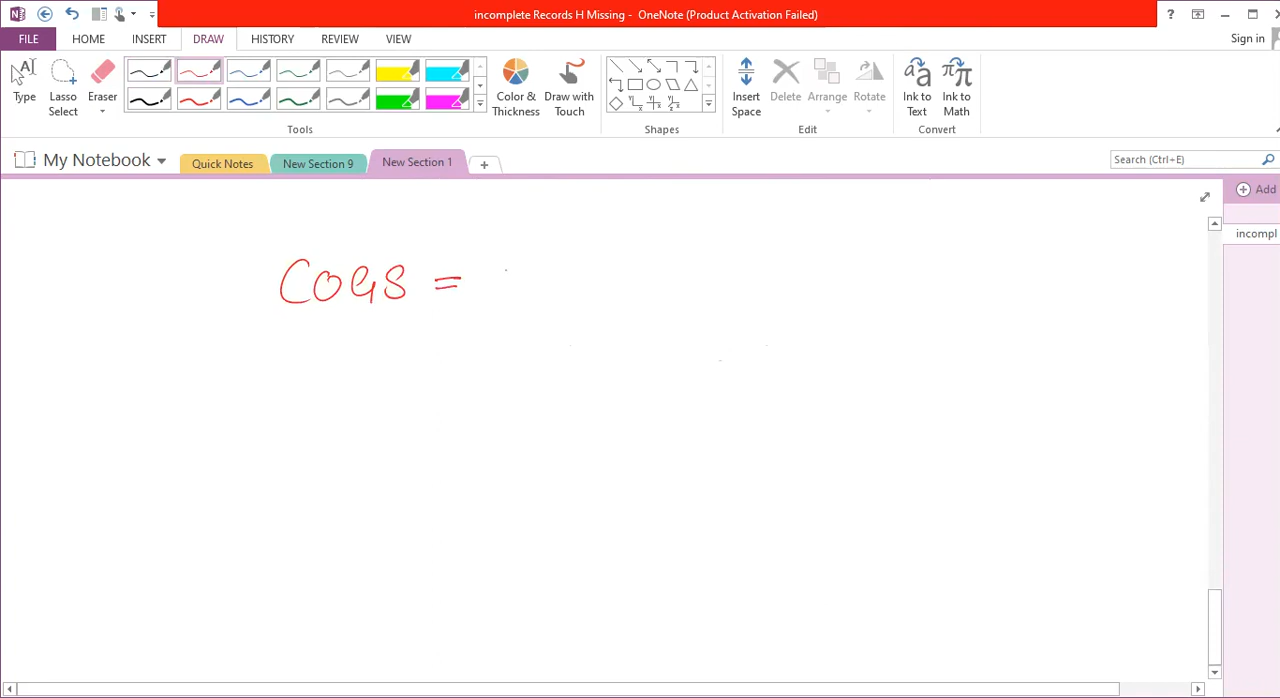 incomplete Records H Missing - OneNote (Product Activation Failed)
FILE HOME INSERT DRAW HISTORY REVIEW VIEW Sign in
Type Lasso Select Eraser Color & Thickness Draw with Touch Insert Space Delete Arrange Rotate Ink to Text Ink to Math
Tools Shapes Edit Convert
My Notebook Quick Notes New Section 9 New Section 1 Search (Ctrl+E)
Add
incompl
COGS =